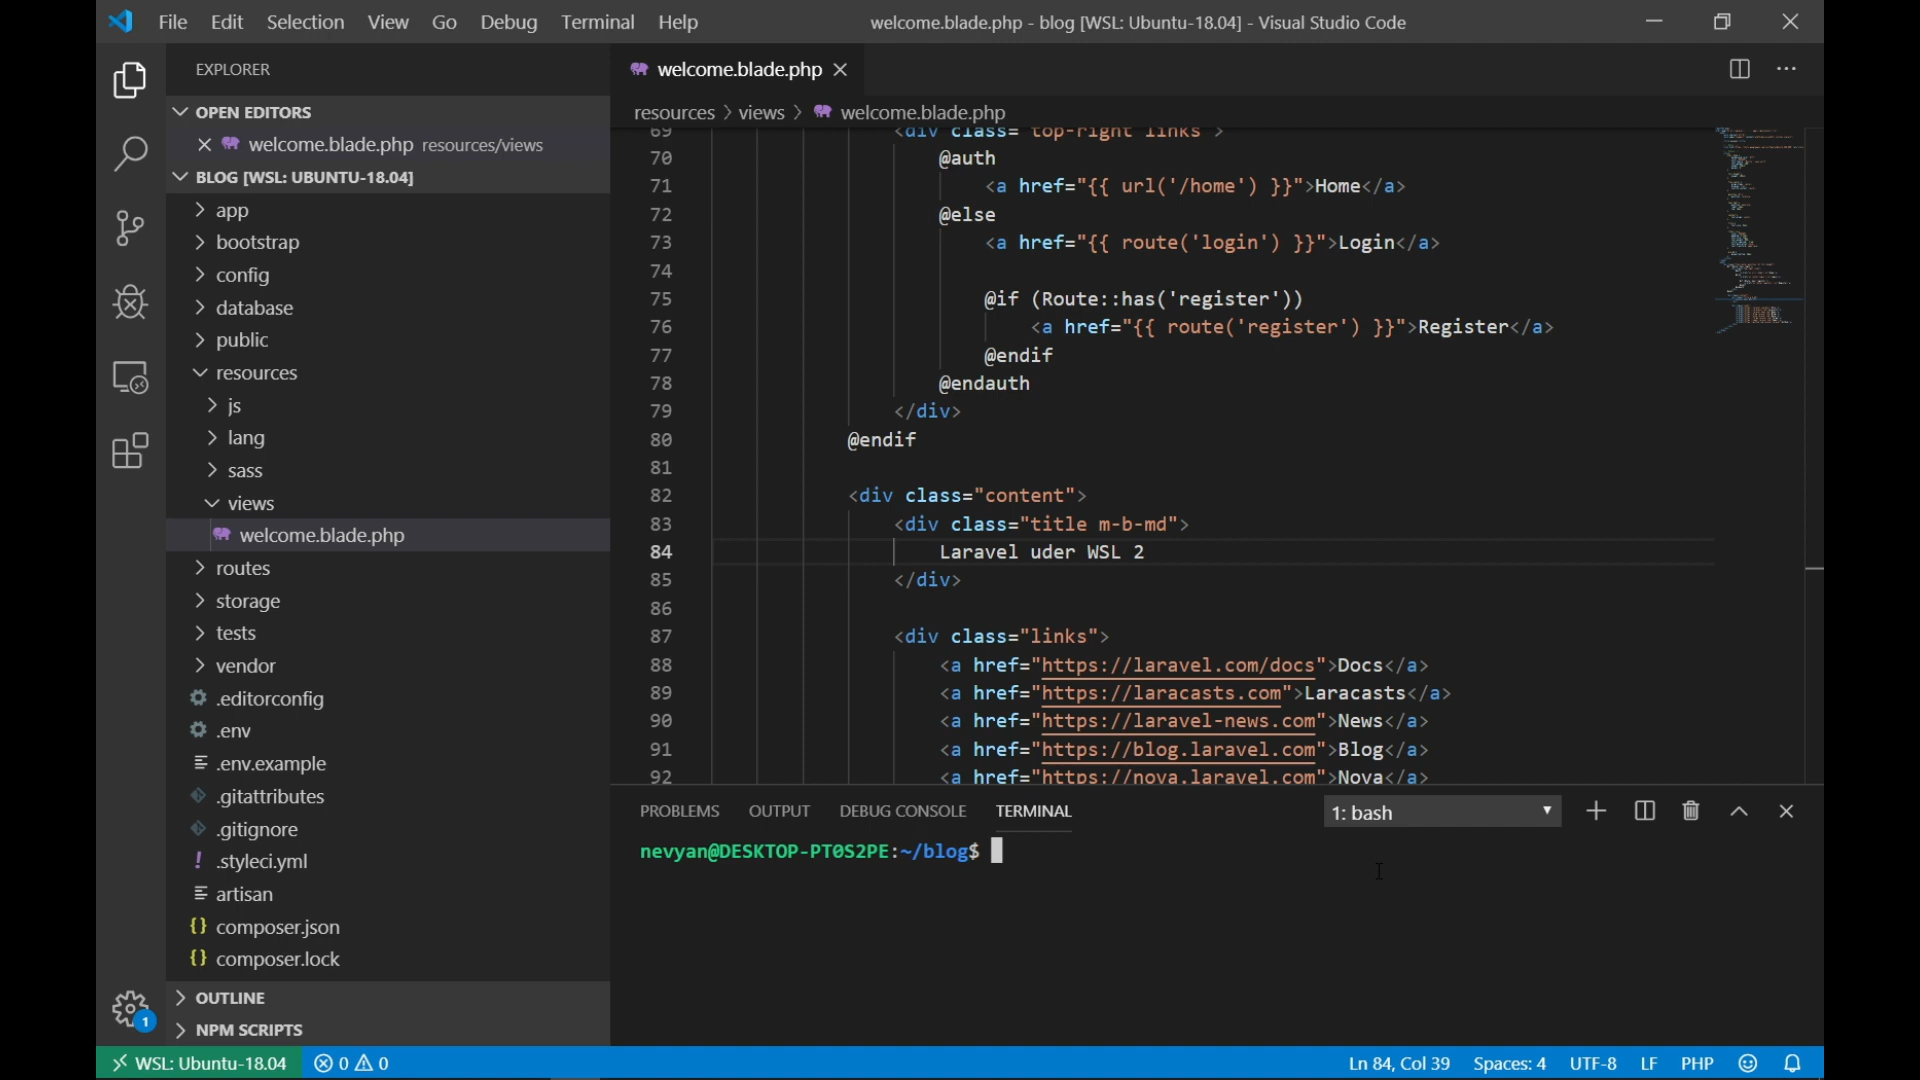 File Edit Selection View Go Debug Terminal Help
welcome.blade.php - blog [WSL: Ubuntu-18.04] - Visual Studio Code
EXPLORER
OPEN EDITORS
welcome.blade.php resources/views
BLOG [WSL: UBUNTU-18.04]
app
bootstrap
config
database
public
resources
js
lang
sass
views
welcome.blade.php
routes
storage
tests
vendor
.editorconfig
.env
.env.example
.gitattributes
.gitignore
! .styleci.yml
artisan
{} composer.json
{} composer.lock
OUTLINE
NPM SCRIPTS
1
welcome.blade.php
resources > views > welcome.blade.php
69 <div class="top-right links">
70 @auth
71 <a href="{{ url('/home') }}">Home</a>
72 @else
73 <a href="{{ route('login') }}">Login</a>
74
75 @if (Route::has('register'))
76 <a href="{{ route('register') }}">Register</a>
77 @endif
78 @endauth
79 </div>
80 @endif
81
82 <div class="content">
83 <div class="title m-b-md">
84 Laravel uder WSL 2
85 </div>
86
87 <div class="links">
88 <a href="https://laravel.com/docs">Docs</a>
89 <a href="https://laracasts.com">Laracasts</a>
90 <a href="https://laravel-news.com">News</a>
91 <a href="https://blog.laravel.com">Blog</a>
92 <a href="https://nova.laravel.com">Nova</a>
PROBLEMS OUTPUT DEBUG CONSOLE TERMINAL
1: bash
nevyan@DESKTOP-PT0S2PE:~/blog$
WSL: Ubuntu-18.04
0 0
Ln 84, Col 39 Spaces: 4 UTF-8 LF PHP